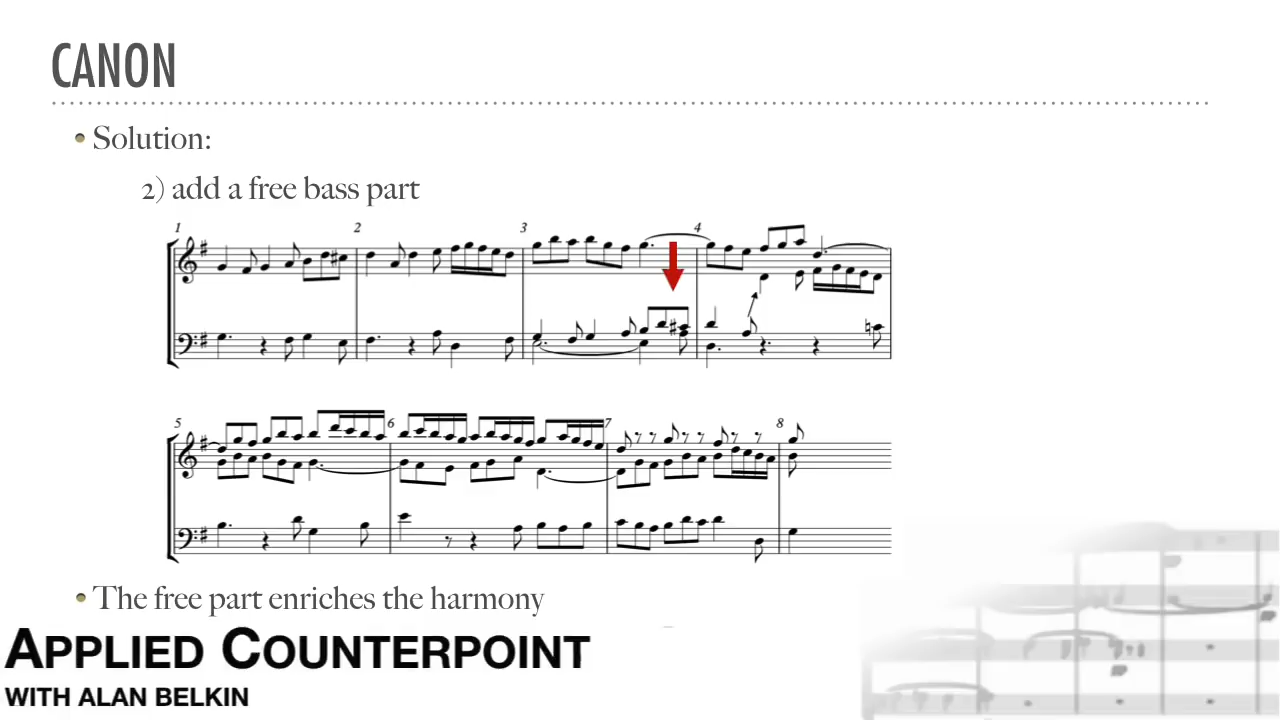 CANON
• Solution:
2) add a free bass part
1 2 3 4
5 6 7 8
• The free part enriches the harmony
APPLIED COUNTERPOINT
WITH ALAN BELKIN